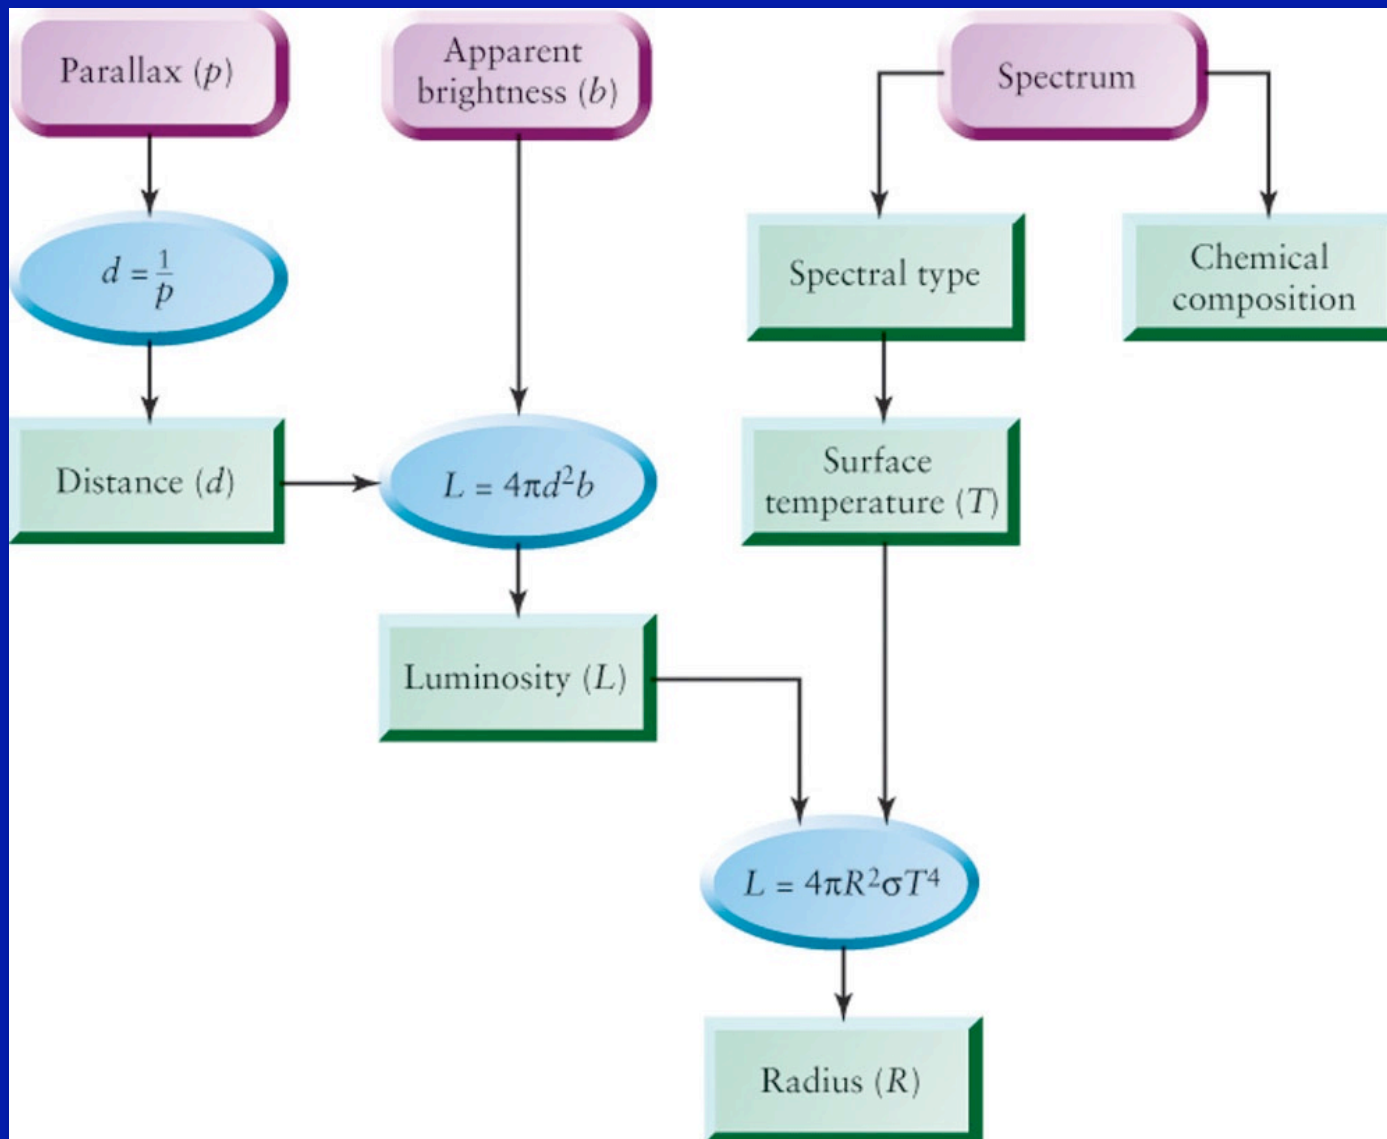 Parallax (p)
Apparent
brightness (b)
Spectrum
d = 1/p
Spectral type
Chemical
composition
Distance (d)
L = 4πd²b
Surface
temperature (T)
Luminosity (L)
L = 4πR²σT⁴
Radius (R)